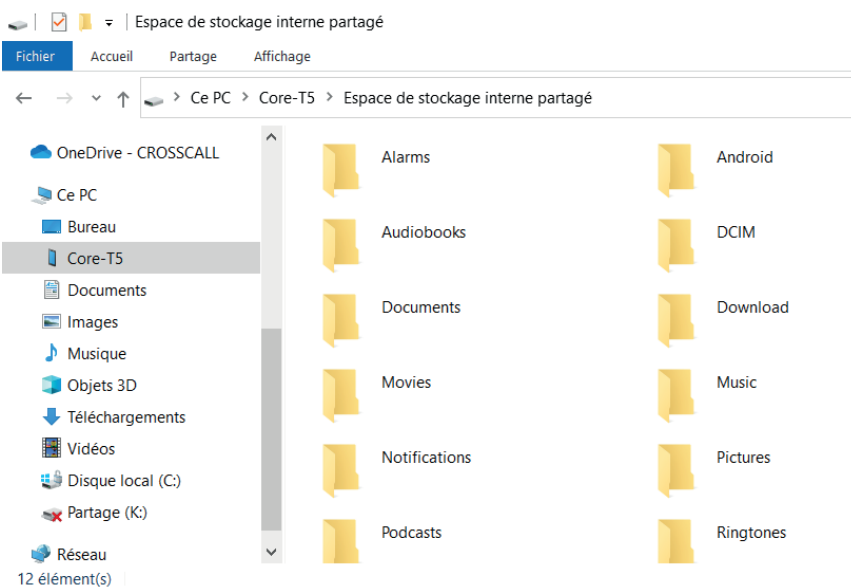 Espace de stockage interne partagé
Fichier Accueil Partage Affichage
Ce PC > Core-T5 > Espace de stockage interne partagé
OneDrive - CROSSCALL
Ce PC
Bureau
Core-T5
Documents
Images
Musique
Objets 3D
Téléchargements
Vidéos
Disque local (C:)
Partage (K:)
Réseau
Alarms Android
Audiobooks DCIM
Documents Download
Movies Music
Notifications Pictures
Podcasts Ringtones
12 élément(s)